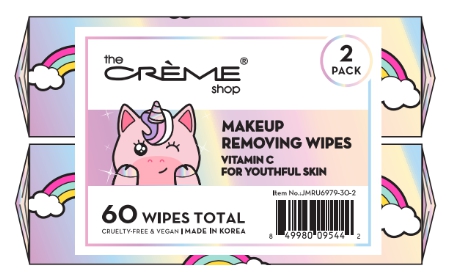 the
CRÈME®
shop
2
PACK
MAKEUP
REMOVING WIPES
VITAMIN C
FOR YOUTHFUL SKIN
Item No.:JMRU6979-30-2
60 WIPES TOTAL
CRUELTY-FREE & VEGAN | MADE IN KOREA
8 49980 09544 2